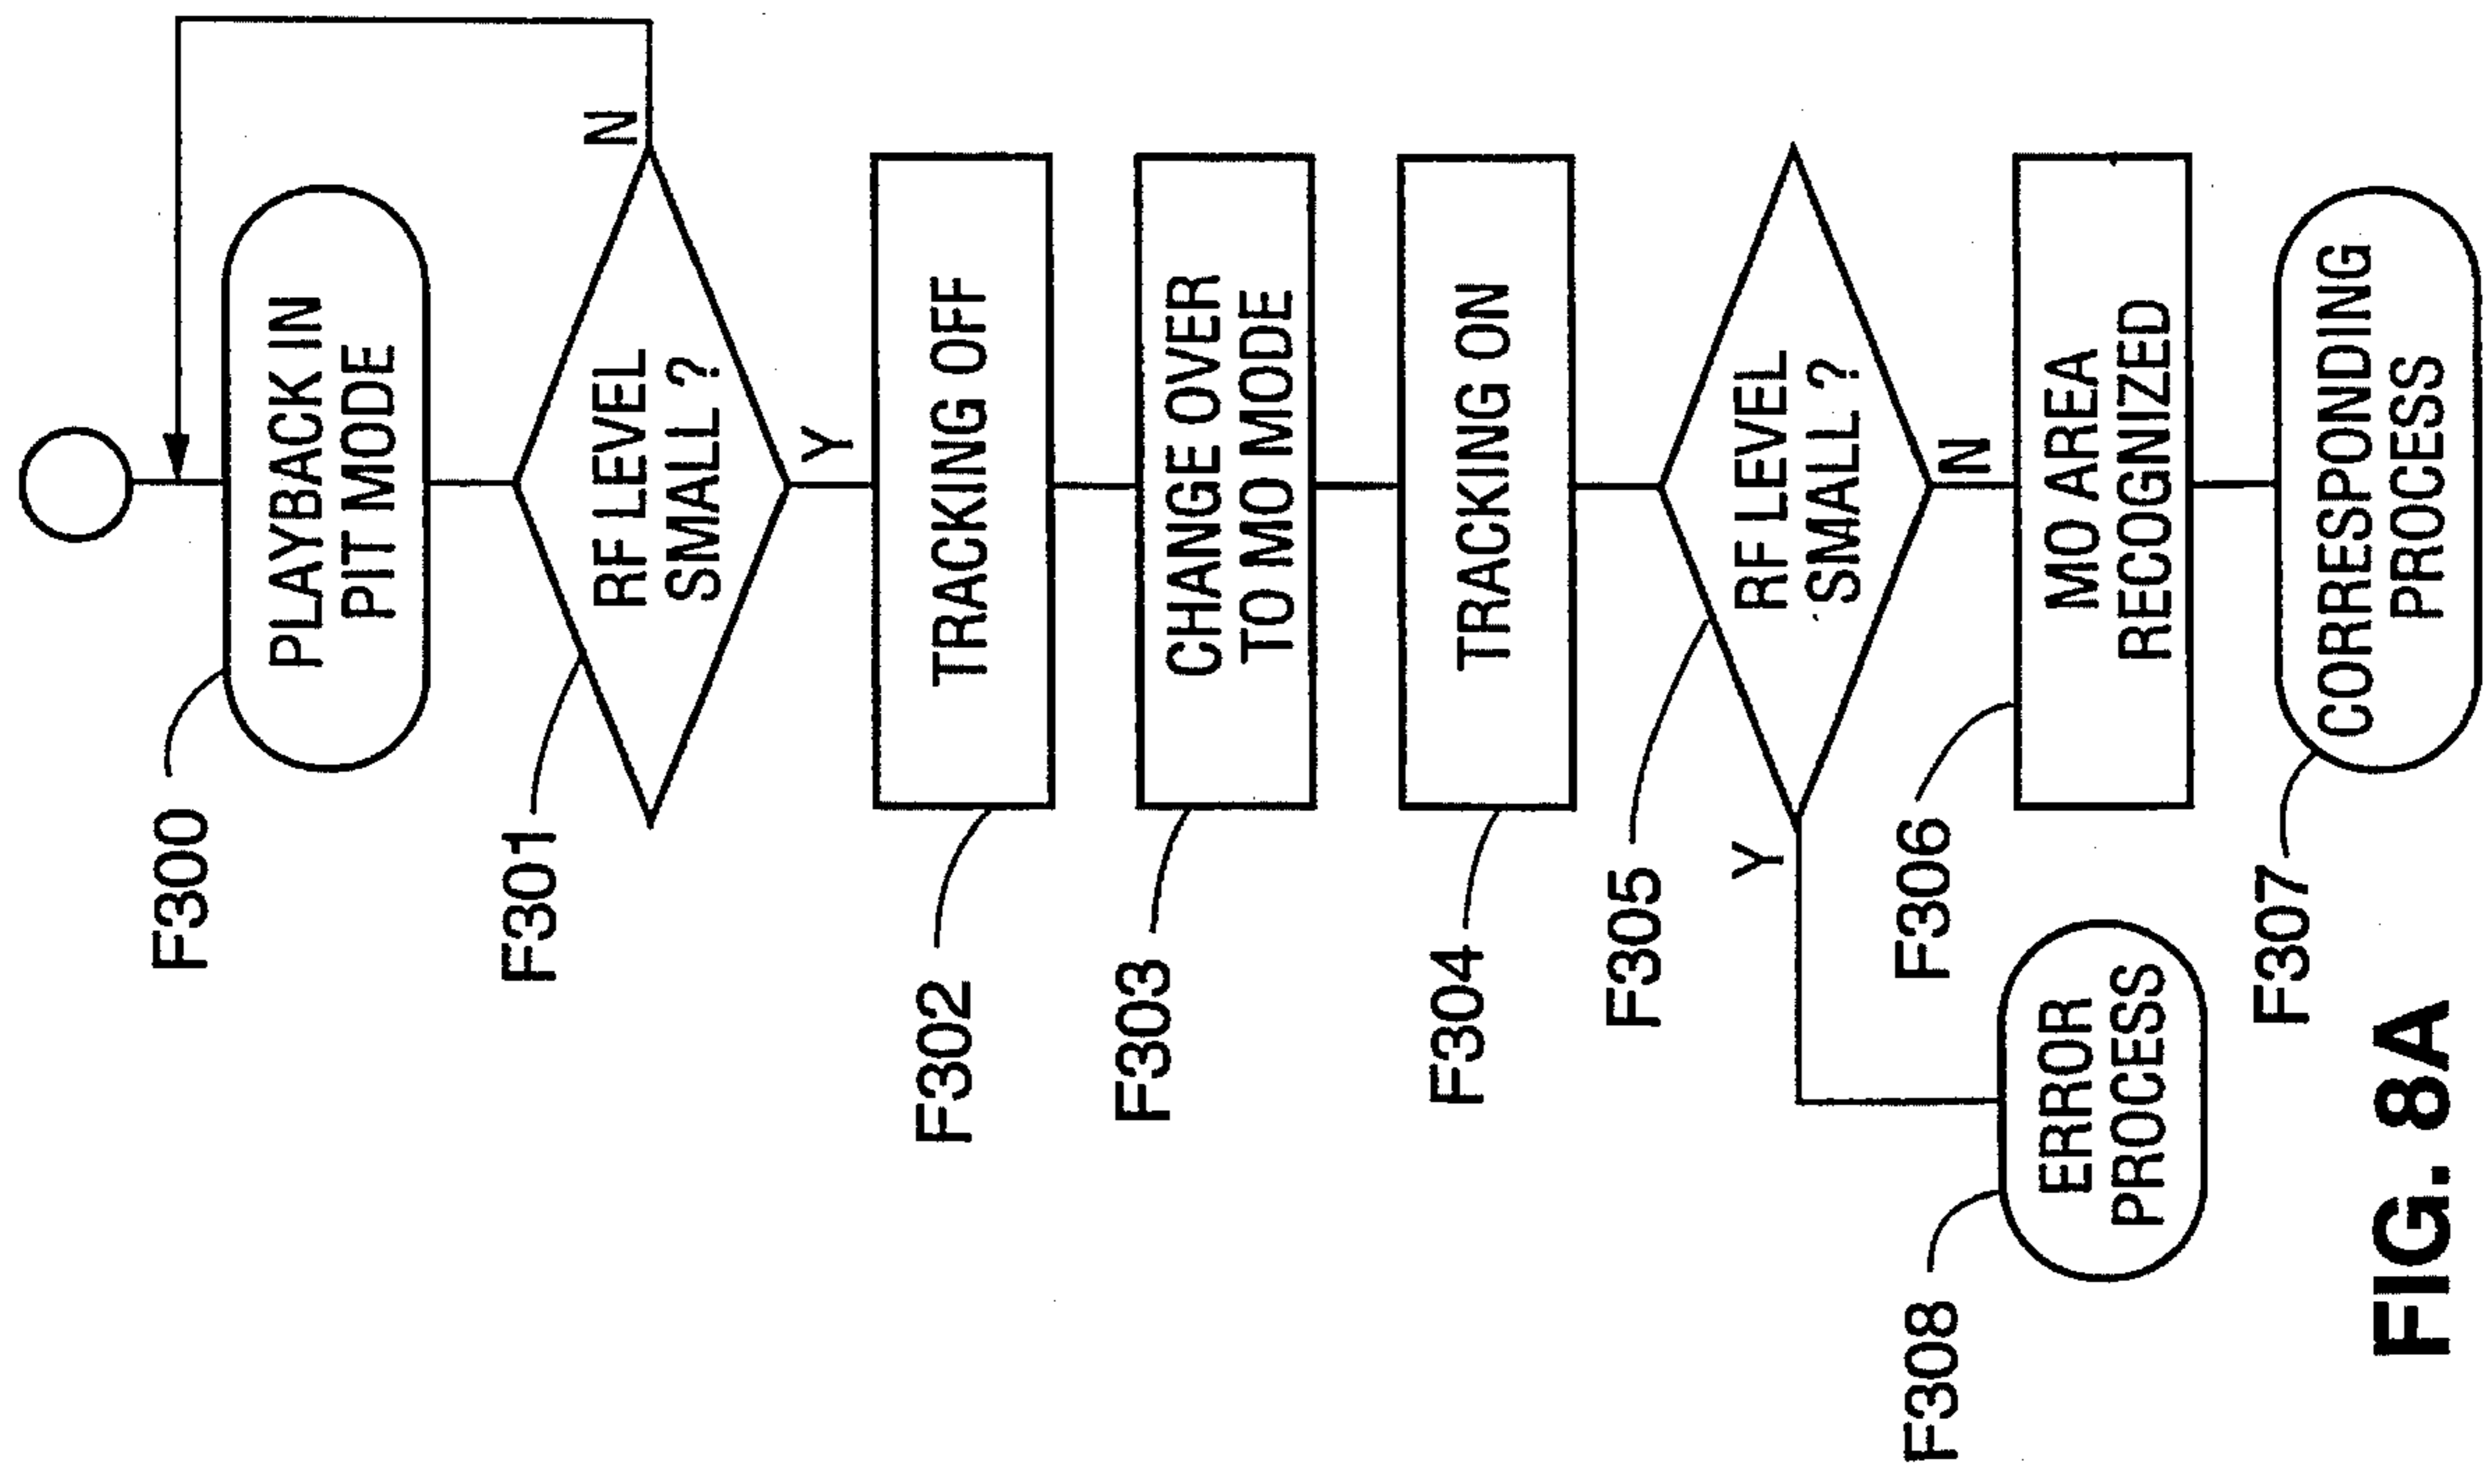 F300
PLAYBACK IN
PIT MODE
F301
RF LEVEL
SMALL ?
N
Y
F302
TRACKING OFF
F303
CHANGE OVER
TO MO MODE
F304
TRACKING ON
F305
RF LEVEL
SMALL ?
Y
N
F306
MO AREA
RECOGNIZED
F308
ERROR
PROCESS
F307
CORRESPONDING
PROCESS
FIG. 8A